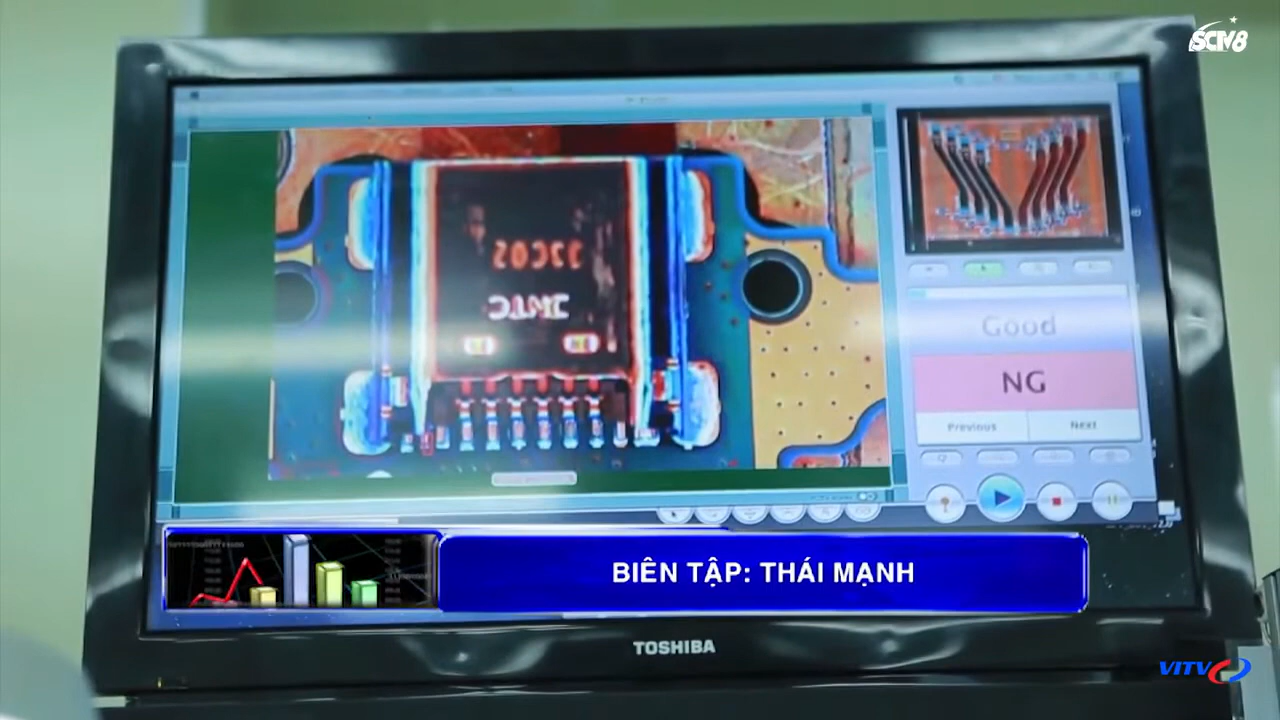 SCTV8
Good
NG
Previous
Next
BIÊN TẬP: THÁI MẠNH
TOSHIBA
VITV